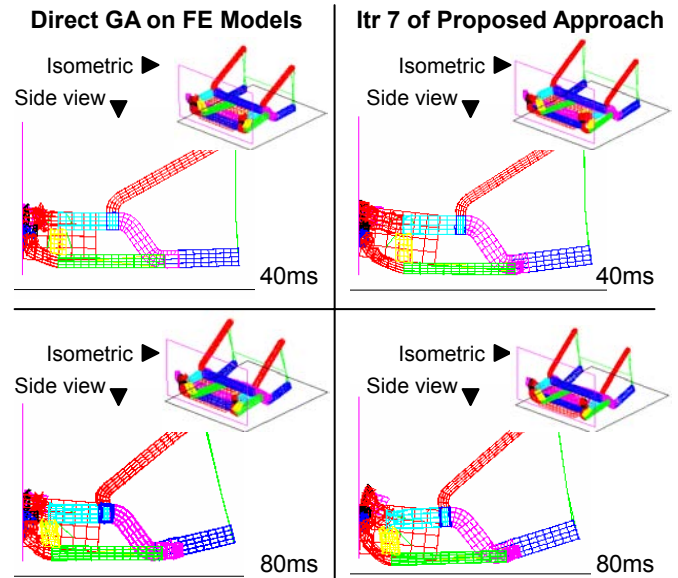 Direct GA on FE Models
Itr 7 of Proposed Approach
Isometric
Side view
40ms
Isometric
Side view
40ms
Isometric
Side view
80ms
Isometric
Side view
80ms